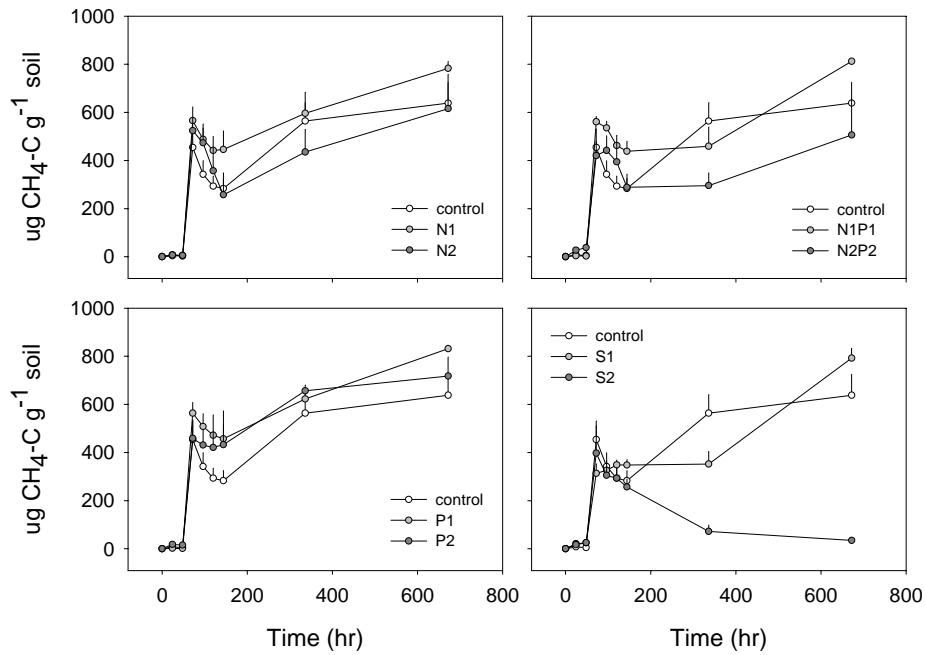 1000
800
600
400
200
0
ug CH4-C g-1 soil
control
N1
N2
control
N1P1
N2P2
1000
800
600
400
200
0
ug CH4-C g-1 soil
control
P1
P2
control
S1
S2
0 200 400 600 800
0 200 400 600 800
Time (hr)
Time (hr)